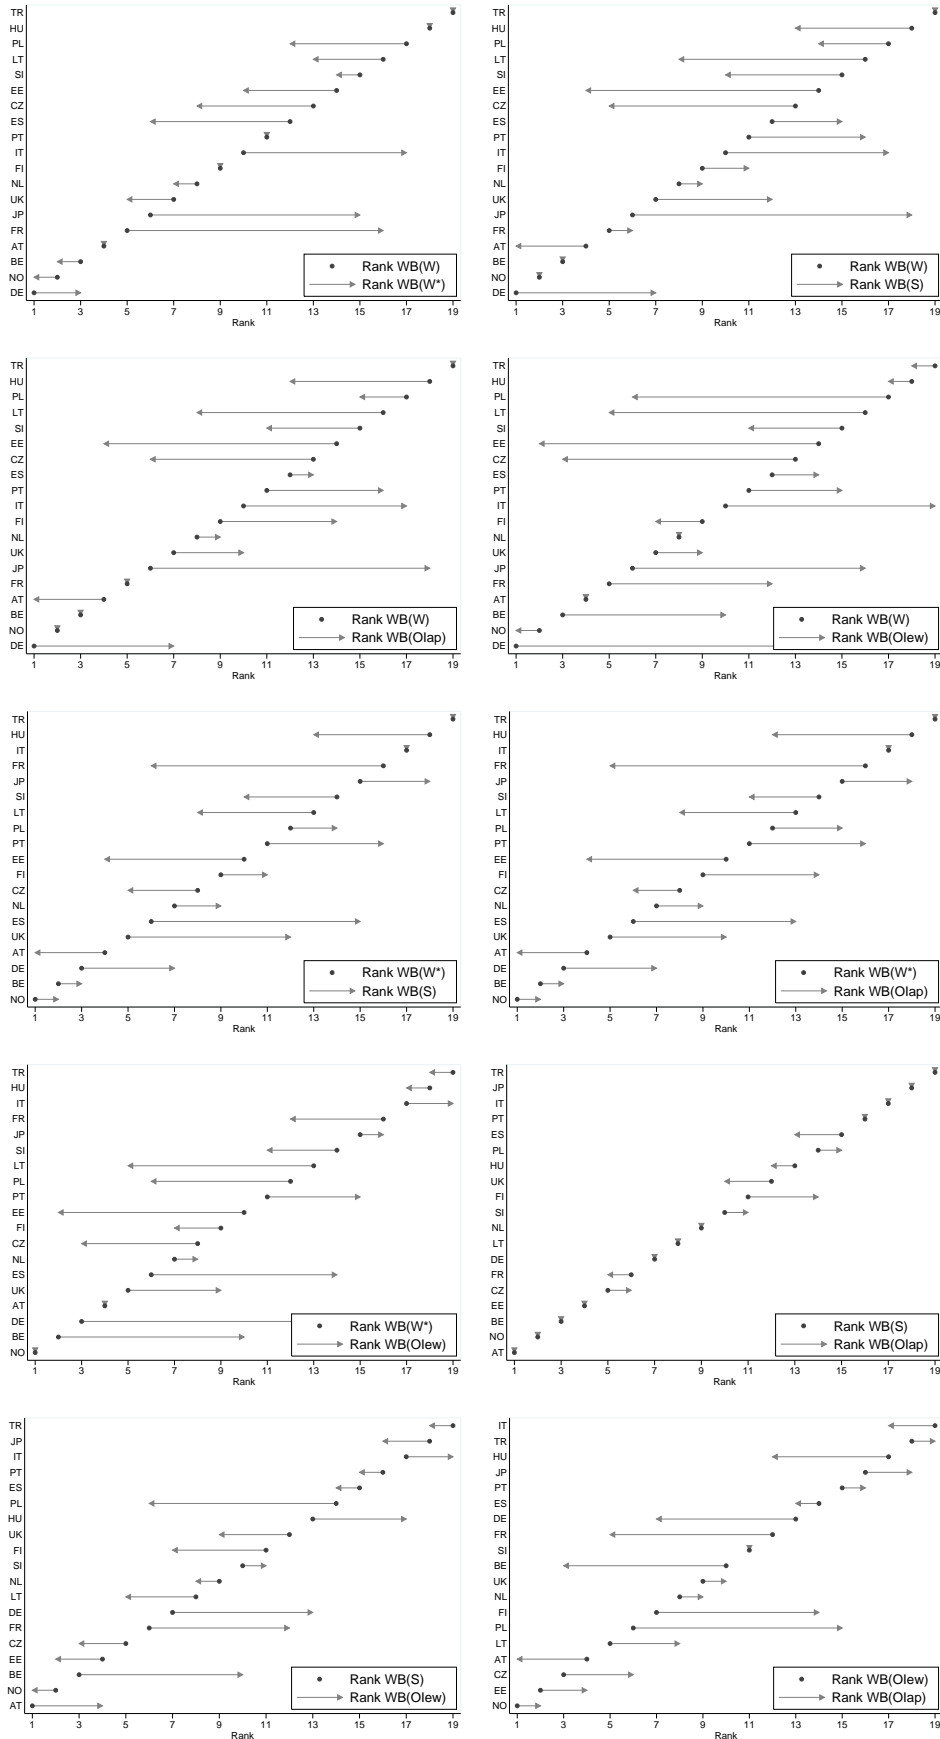 TR
HU
PL
LT
SI
EE
CZ
ES
PT
IT
FI
NL
UK
JP
FR
AT
BE
NO
DE
Rank WB(W)
Rank WB(W*)
1 3 5 7 9 11 13 15 17 19
Rank
TR
HU
PL
LT
SI
EE
CZ
ES
PT
IT
FI
NL
UK
JP
FR
AT
BE
NO
DE
Rank WB(W)
Rank WB(S)
1 3 5 7 9 11 13 15 17 19
Rank
TR
HU
PL
LT
SI
EE
CZ
ES
PT
IT
FI
NL
UK
JP
FR
AT
BE
NO
DE
Rank WB(W)
Rank WB(Olap)
1 3 5 7 9 11 13 15 17 19
Rank
TR
HU
PL
LT
SI
EE
CZ
ES
PT
IT
FI
NL
UK
JP
FR
AT
BE
NO
DE
Rank WB(W)
Rank WB(Olew)
1 3 5 7 9 11 13 15 17 19
Rank
TR
HU
IT
FR
JP
SI
LT
PL
PT
EE
FI
CZ
NL
ES
UK
AT
DE
BE
NO
Rank WB(W*)
Rank WB(S)
1 3 5 7 9 11 13 15 17 19
Rank
TR
HU
IT
FR
JP
SI
LT
PL
PT
EE
FI
CZ
NL
ES
UK
AT
DE
BE
NO
Rank WB(W*)
Rank WB(Olap)
1 3 5 7 9 11 13 15 17 19
Rank
TR
HU
IT
FR
JP
SI
LT
PL
PT
EE
FI
CZ
NL
ES
UK
AT
DE
BE
NO
Rank WB(W*)
Rank WB(Olew)
1 3 5 7 9 11 13 15 17 19
Rank
TR
JP
IT
PT
ES
PL
HU
UK
FI
SI
NL
LT
DE
FR
CZ
EE
BE
NO
AT
Rank WB(S)
Rank WB(Olap)
1 3 5 7 9 11 13 15 17 19
Rank
TR
JP
IT
PT
ES
PL
HU
UK
FI
SI
NL
LT
DE
FR
CZ
EE
BE
NO
AT
Rank WB(S)
Rank WB(Olew)
1 3 5 7 9 11 13 15 17 19
Rank
IT
TR
HU
JP
PT
ES
DE
FR
SI
BE
UK
NL
FI
PL
LT
AT
CZ
EE
NO
Rank WB(Olew)
Rank WB(Olap)
1 3 5 7 9 11 13 15 17 19
Rank